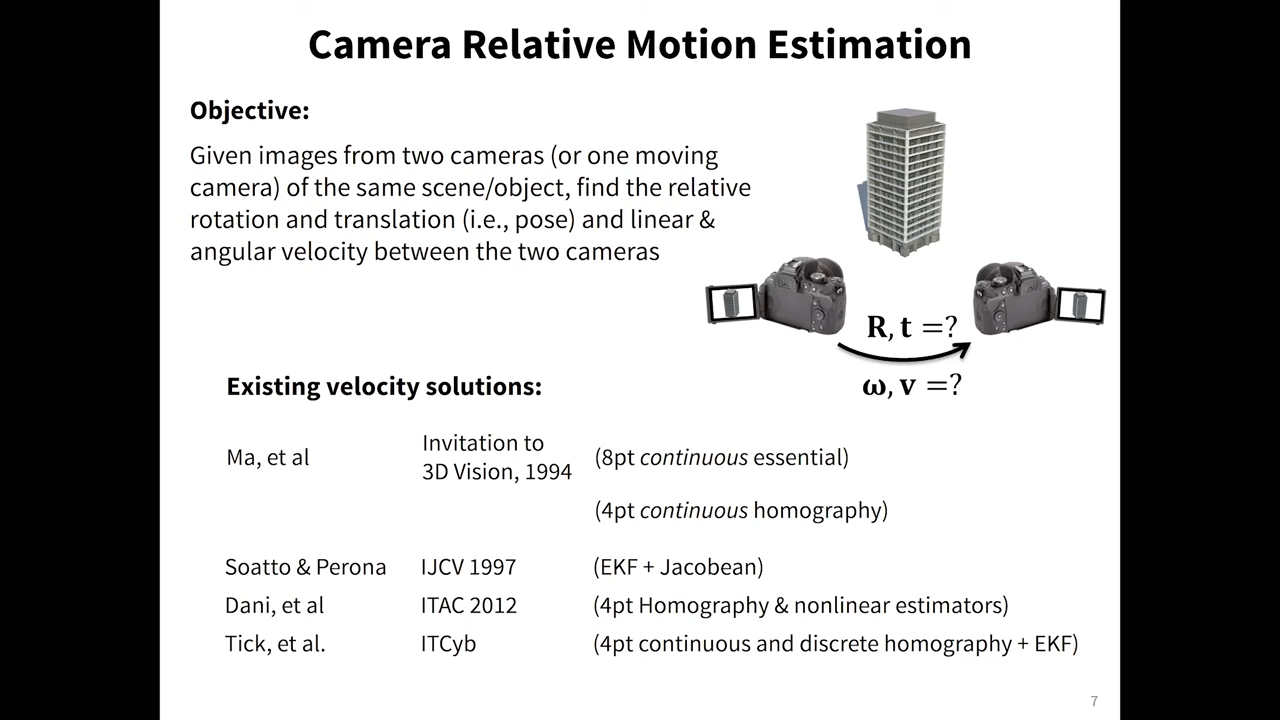 Camera Relative Motion Estimation
Objective:
Given images from two cameras (or one moving
camera) of the same scene/object, find the relative
rotation and translation (i.e., pose) and linear &
angular velocity between the two cameras
R, t =?
ω, v =?
Existing velocity solutions:
Ma, et al
Invitation to
3D Vision, 1994
(8pt continuous essential)
(4pt continuous homography)
Soatto & Perona IJCV 1997 (EKF + Jacobean)
Dani, et al ITAC 2012 (4pt Homography & nonlinear estimators)
Tick, et al. ITCyb (4pt continuous and discrete homography + EKF)
7